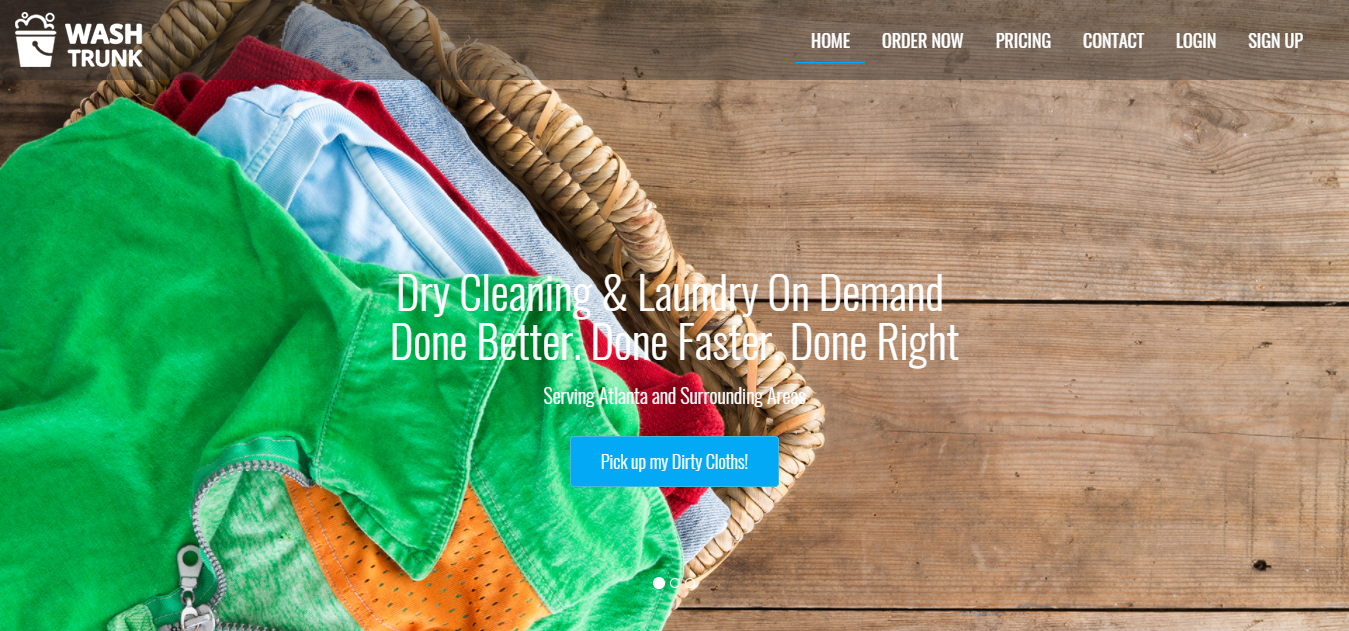 WASH
TRUNK
HOME ORDER NOW PRICING CONTACT LOGIN SIGN UP
Dry Cleaning & Laundry On Demand
Done Better. Done Faster. Done Right
Serving Atlanta and Surrounding Areas
Pick up my Dirty Cloths!